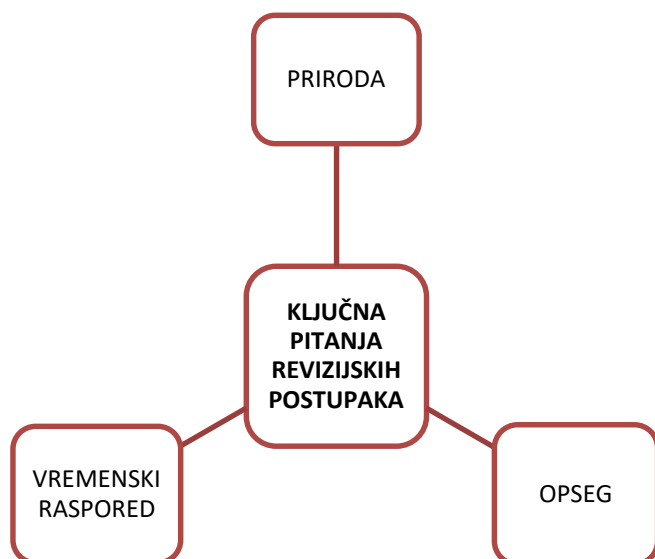 PRIRODA
KLJUČNA
PITANJA
REVIZIJSKIH
POSTUPAKA
VREMENSKI
RASPORED
OPSEG